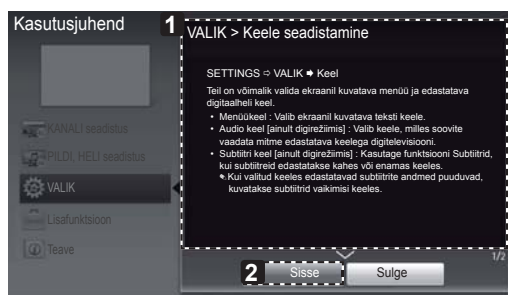 Kasutusjuhend
1
VALIK > Keele seadistamine
SETTINGS ⇨ VALIK ➡ Keel
Teil on võimalik valida ekraanil kuvatava menüü ja edastatava
digitaalheli keel.
• Menüükeel : Valib ekraanil kuvatava teksti keele.
• Audio keel [ainult digirežiimis] : Valib keele, milles soovite
vaadata mitme edastatava keelega digitelevisiooni.
• Subtiitri keel [ainult digirežiimis] : Kasutage funktsiooni Subtiitrid,
kui subtiitreid edastatakse kahes või enamas keeles.
Kui valitud keeles edastatavad subtiitrite andmed puuduvad,
kuvatakse subtiitrid vaikimisi keeles.
KANALI seadistus
PILDI, HELI seadistus
VALIK
Lisafunktsioon
Teave
1/2
2
Sisse
Sulge